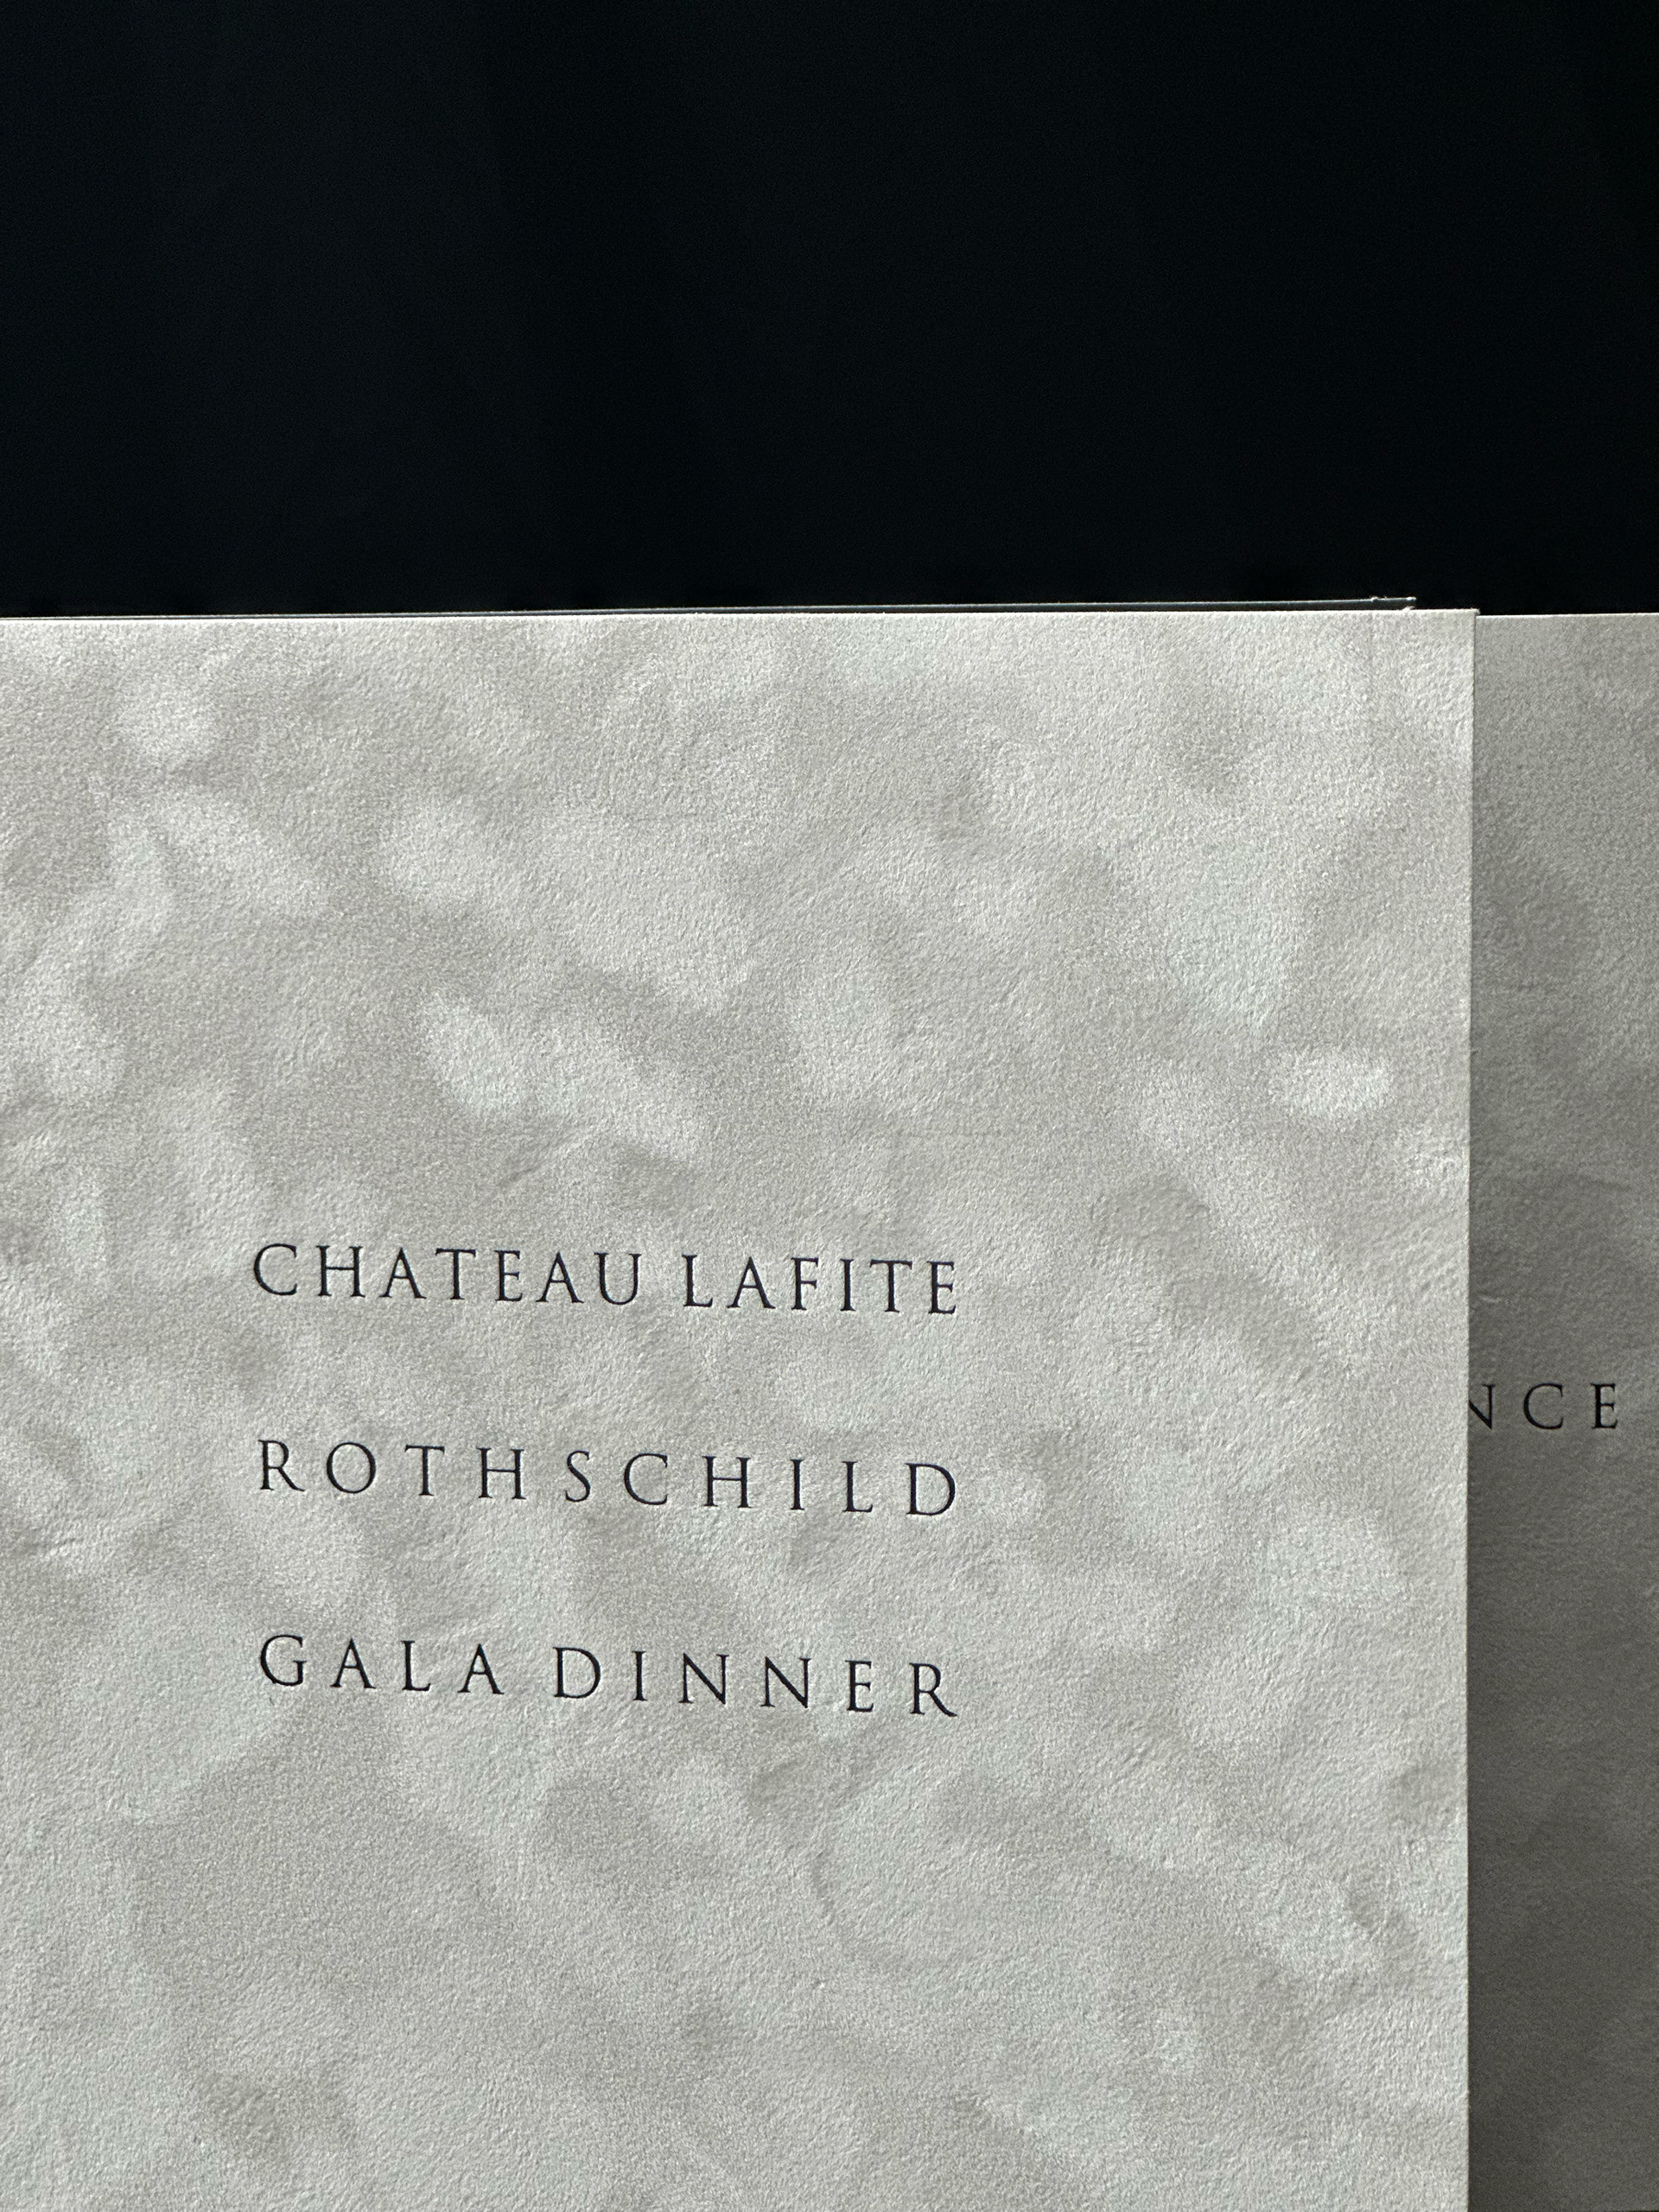 CHATEAU LAFITE
ROTHSCHILD
GALA DINNER
NCE